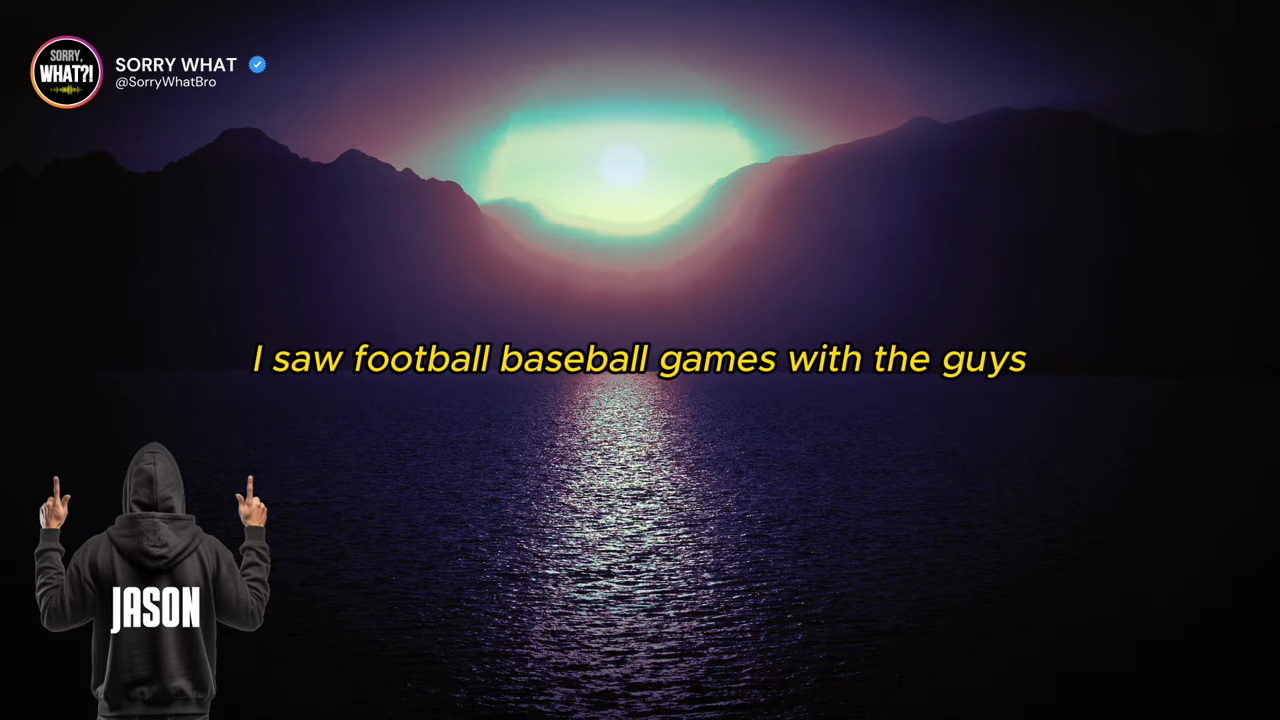 SORRY,
WHAT?!
SORRY WHAT
@SorryWhatBro
I saw football baseball games with the guys
JASON